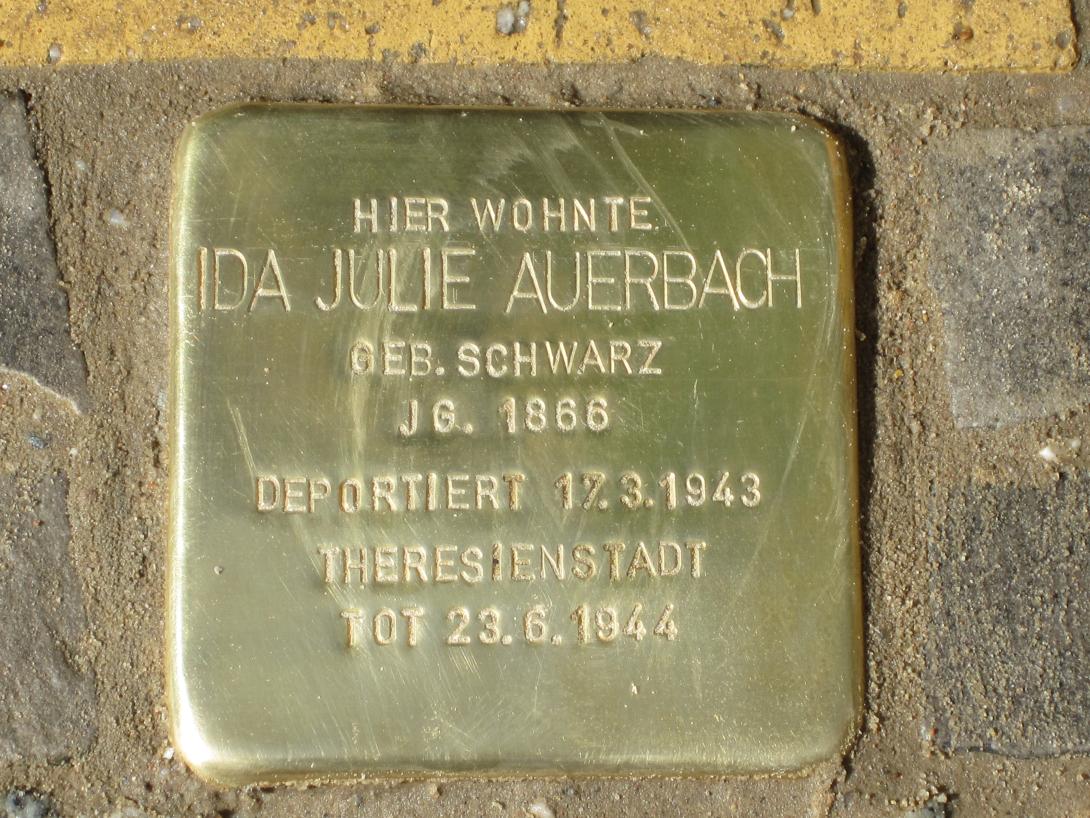 HIER WOHNTE
IDA JULIE AUERBACH
GEB. SCHWARZ
JG. 1866
DEPORTIERT 17.3.1943
THERESIENSTADT
TOT 23.6.1944